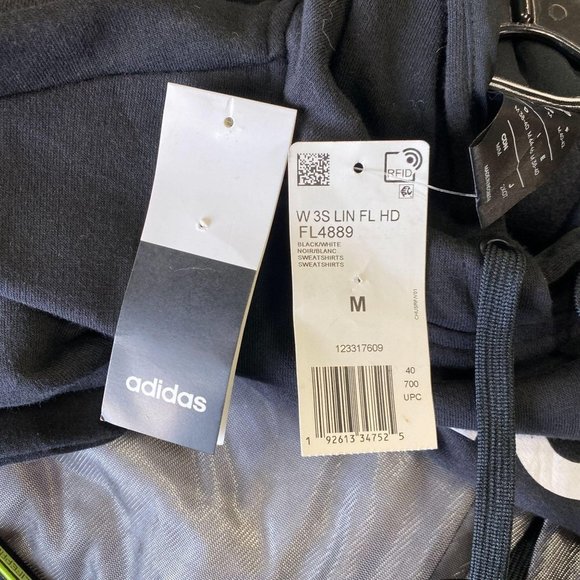 adidas
RFID
W 3S LIN FL HD
FL4889
BLACK/WHITE
NOIR/BLANC
SWEATSHIRTS
SWEATSHIRTS
M
CHUSRFIV01
123317609
40
700
UPC
1 92613 34752 5